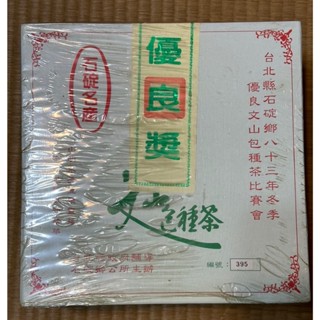 台北縣石碇鄉八十三年冬季
優良文山包種茶比賽會
優良獎
石碇名產
文山包種茶
編號：395